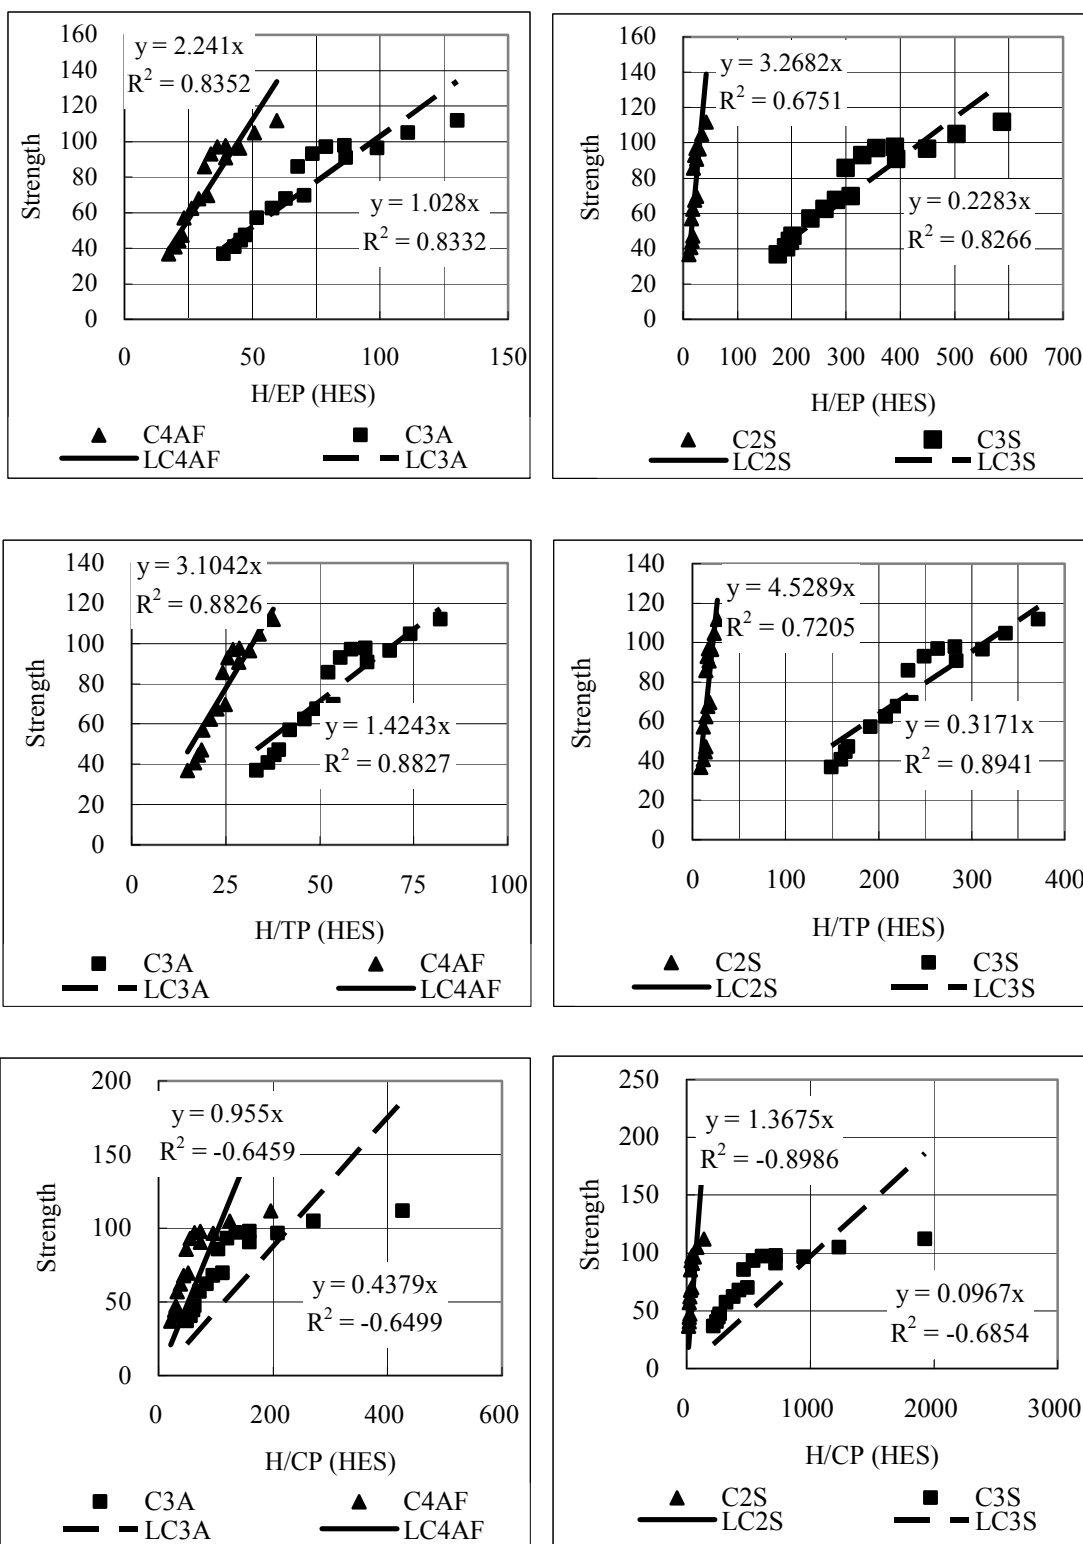 160
140
120
100
80
60
40
20
0
Strength
y = 2.241x
R² = 0.8352
y = 1.028x
R² = 0.8332
0 50 100 150
H/EP (HES)
C4AF C3A
LC4AF LC3A
160
140
120
100
80
60
40
20
0
Strength
y = 3.2682x
R² = 0.6751
y = 0.2283x
R² = 0.8266
0 100 200 300 400 500 600 700
H/EP (HES)
C2S C3S
LC2S LC3S
140
120
100
80
60
40
20
0
Strength
y = 3.1042x
R² = 0.8826
y = 1.4243x
R² = 0.8827
0 25 50 75 100
H/TP (HES)
C3A C4AF
LC3A LC4AF
140
120
100
80
60
40
20
0
Strength
y = 4.5289x
R² = 0.7205
y = 0.3171x
R² = 0.8941
0 100 200 300 400
H/TP (HES)
C2S C3S
LC2S LC3S
200
150
100
50
0
Strength
y = 0.955x
R² = -0.6459
y = 0.4379x
R² = -0.6499
0 200 400 600
H/CP (HES)
C3A C4AF
LC3A LC4AF
250
200
150
100
50
0
Strength
y = 1.3675x
R² = -0.8986
y = 0.0967x
R² = -0.6854
0 1000 2000 3000
H/CP (HES)
C2S C3S
LC2S LC3S